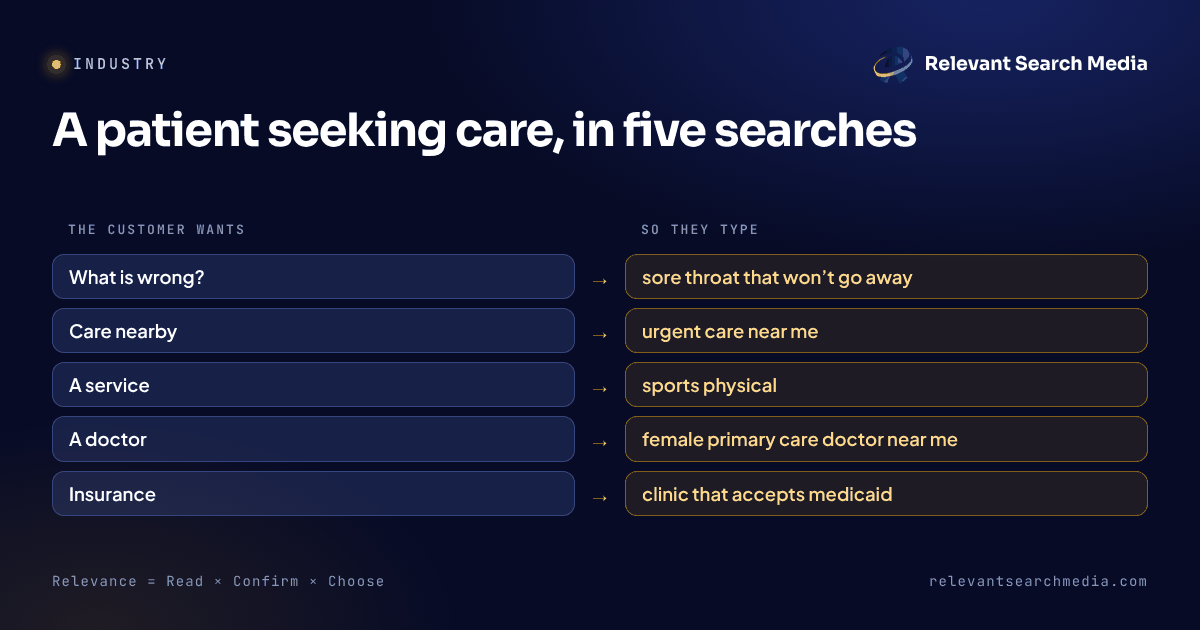 INDUSTRY
Relevant Search Media
A patient seeking care, in five searches
THE CUSTOMER WANTS
SO THEY TYPE
What is wrong? → sore throat that won’t go away
Care nearby → urgent care near me
A service → sports physical
A doctor → female primary care doctor near me
Insurance → clinic that accepts medicaid
Relevance = Read × Confirm × Choose
relevantsearchmedia.com